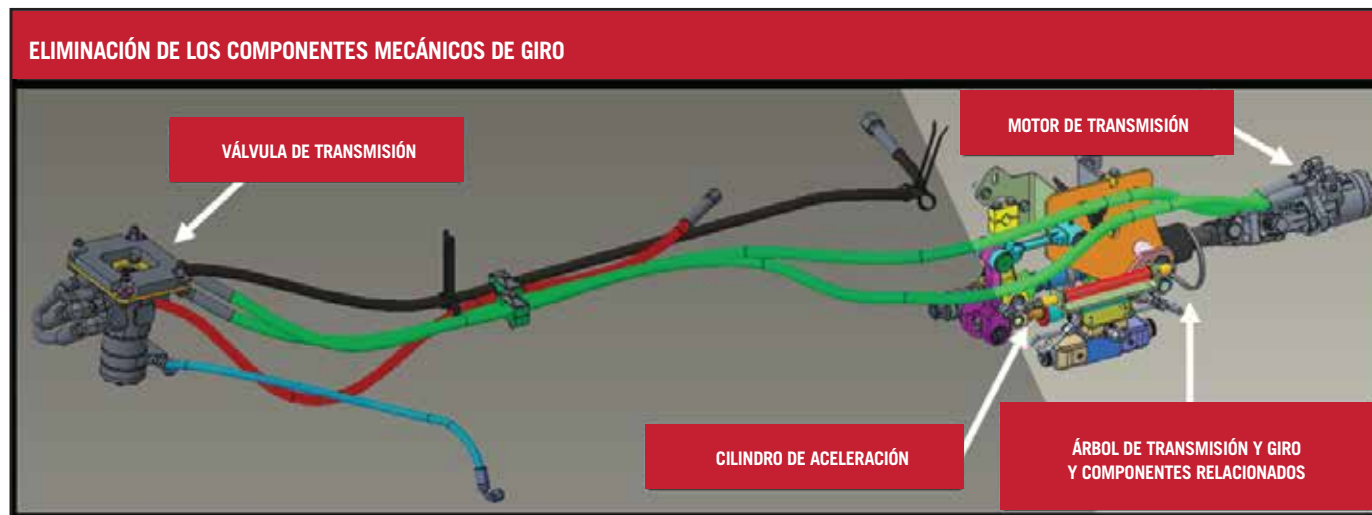 ELIMINACIÓN DE LOS COMPONENTES MECÁNICOS DE GIRO
VÁLVULA DE TRANSMISIÓN
MOTOR DE TRANSMISIÓN
CILINDRO DE ACELERACIÓN
ÁRBOL DE TRANSMISIÓN Y GIRO
Y COMPONENTES RELACIONADOS